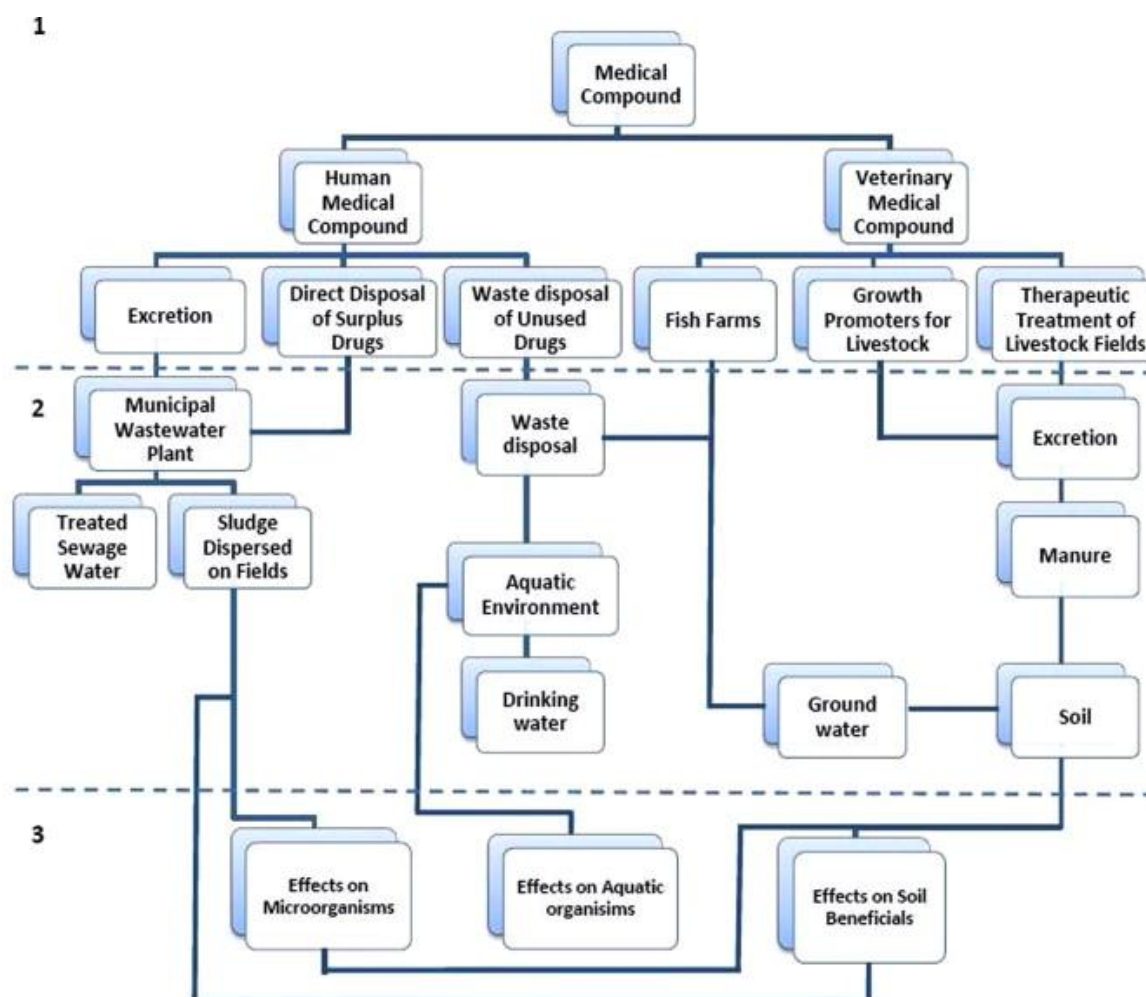 1
Medical
Compound
Human
Medical
Compound
Veterinary
Medical
Compound
Excretion
Direct Disposal
of Surplus
Drugs
Waste disposal
of Unused
Drugs
Fish Farms
Growth
Promoters for
Livestock
Therapeutic
Treatment of
Livestock Fields
2
Municipal
Wastewater
Plant
Waste
disposal
Excretion
Treated
Sewage
Water
Sludge
Dispersed
on Fields
Aquatic
Environment
Manure
Drinking
water
Ground
water
Soil
3
Effects on
Microorganisms
Effects on Aquatic
organisims
Effects on Soil
Beneficials